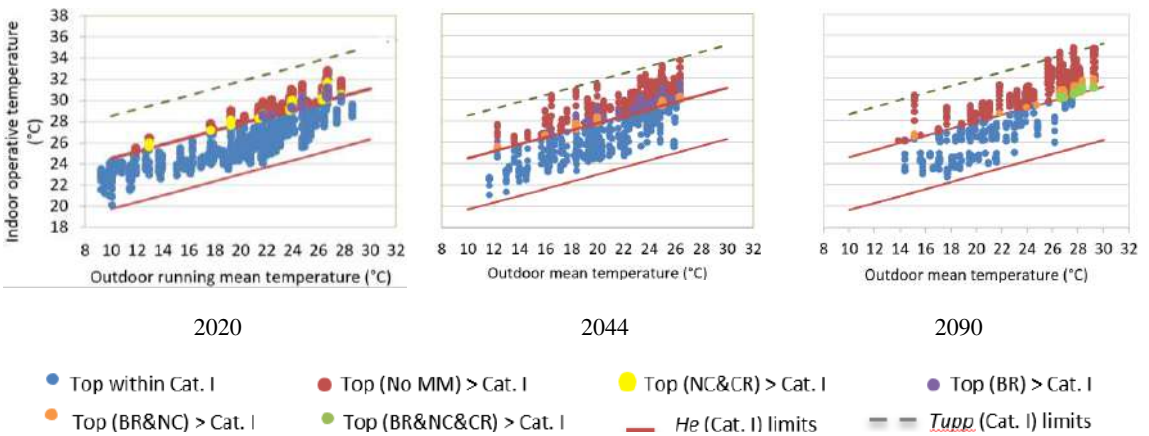 Indoor operative temperature
(°C)
38
36
34
32
30
28
26
24
22
20
18
8 10 12 14 16 18 20 22 24 26 28 30 32
Outdoor running mean temperature (°C)
8 10 12 14 16 18 20 22 24 26 28 30 32
Outdoor mean temperature (°C)
8 10 12 14 16 18 20 22 24 26 28 30 32
Outdoor mean temperature (°C)
2020 2044 2090
Top within Cat. I Top (No MM) > Cat. I Top (NC&CR) > Cat. I Top (BR) > Cat. I
Top (BR&NC) > Cat. I Top (BR&NC&CR) > Cat. I He (Cat. I) limits Tupp (Cat. I) limits